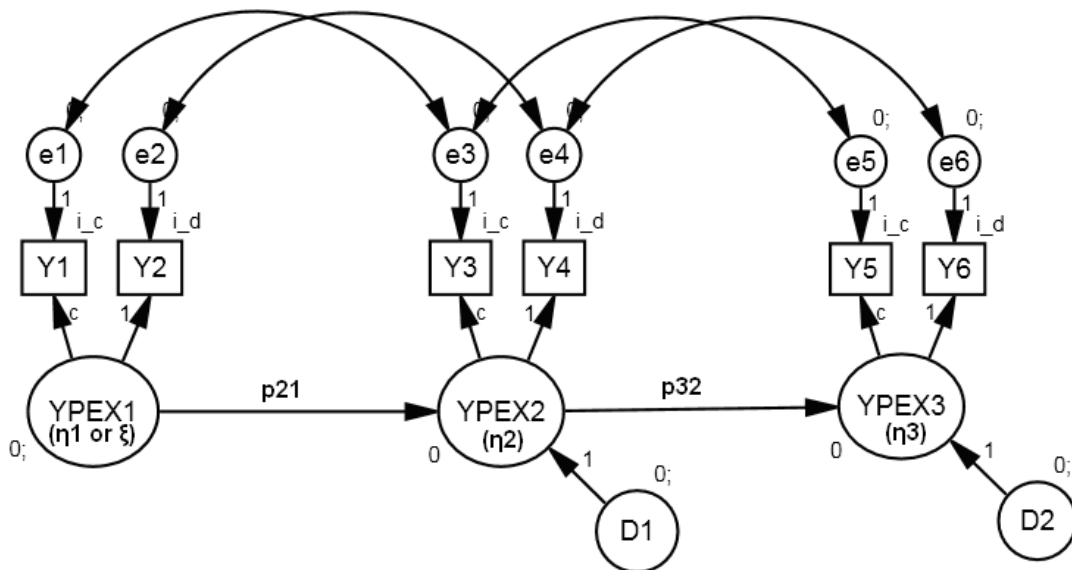 0; 0; 0; 0; 0; 0;
e1 e2 e3 e4 e5 e6
1 1 1 1 1 1
i_c i_d i_c i_d i_c i_d
Y1 Y2 Y3 Y4 Y5 Y6
c 1 c 1 c 1
p21 p32
YPEX1 YPEX2 YPEX3
(η1 or ξ) (η2) (η3)
0; 0 0
1 1
0; 0;
D1 D2